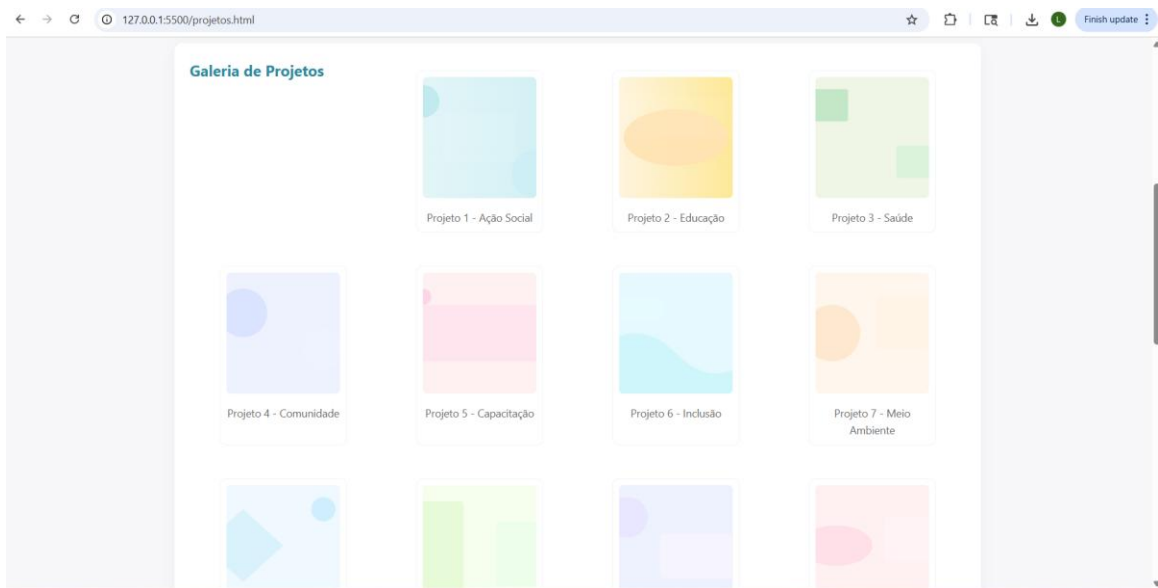 127.0.0.1:5500/projetos.html
L
Finish update
Galeria de Projetos
Projeto 1 - Ação Social
Projeto 2 - Educação
Projeto 3 - Saúde
Projeto 4 - Comunidade
Projeto 5 - Capacitação
Projeto 6 - Inclusão
Projeto 7 - Meio
Ambiente